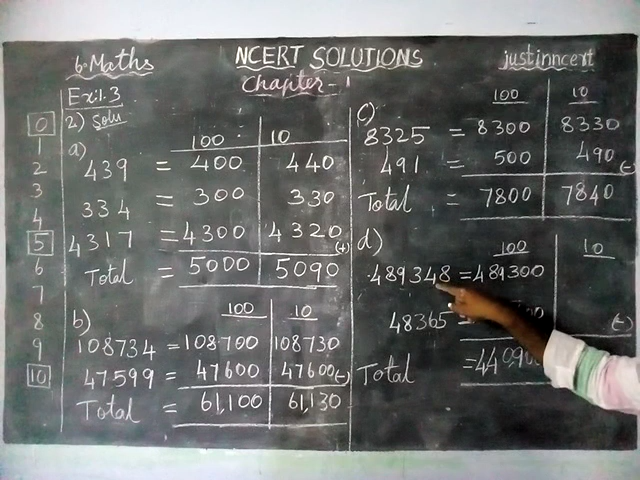 6. Maths NCERT SOLUTIONS justinncert
Chapter - 1
Ex:1.3
2) Solu
0
1
2
3
4
5
6
7
8
9
10
a)
100 10
439 = 400 440
334 = 300 330
4317 = 4300 4320 (+)
Total = 5000 5090
b)
100 10
108734 = 108700 108730
47599 = 47600 47600 (-)
Total = 61,100 61,130
c)
100 10
8325 = 8300 8330
491 = 500 490 (-)
Total = 7800 7840
d)
100 10
489348 = 489300
48365 = (-)
Total = 440,900